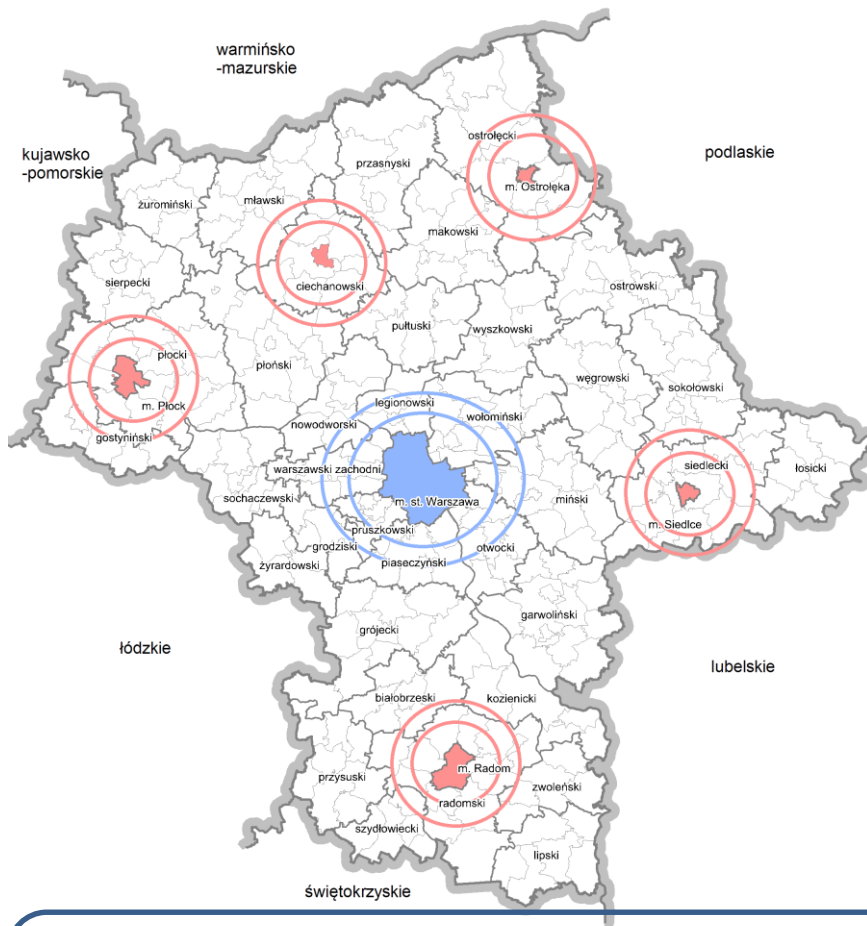 warmińsko
-mazurskie
kujawsko
-pomorskie
podlaskie
ostrołęcki
przasnyski
m. Ostrołęka
mławski
żuromiński
makowski
sierpecki
ciechanowski
ostrowski
pułtuski
wyszkowski
płocki
płoński
węgrowski
sokołowski
m. Płock
legionowski
wołomiński
nowodworski
gostyniński
warszawski zachodni
siedlecki
łosicki
sochaczewski
m. st. Warszawa
miński
m. Siedlce
pruszkowski
grodziski
otwocki
żyrardowski
piaseczyński
garwoliński
grójecki
łódzkie
lubelskie
białobrzeski
kozienicki
m. Radom
przysuski
zwoleński
radomski
szydłowiecki
lipski
świętokrzyskie